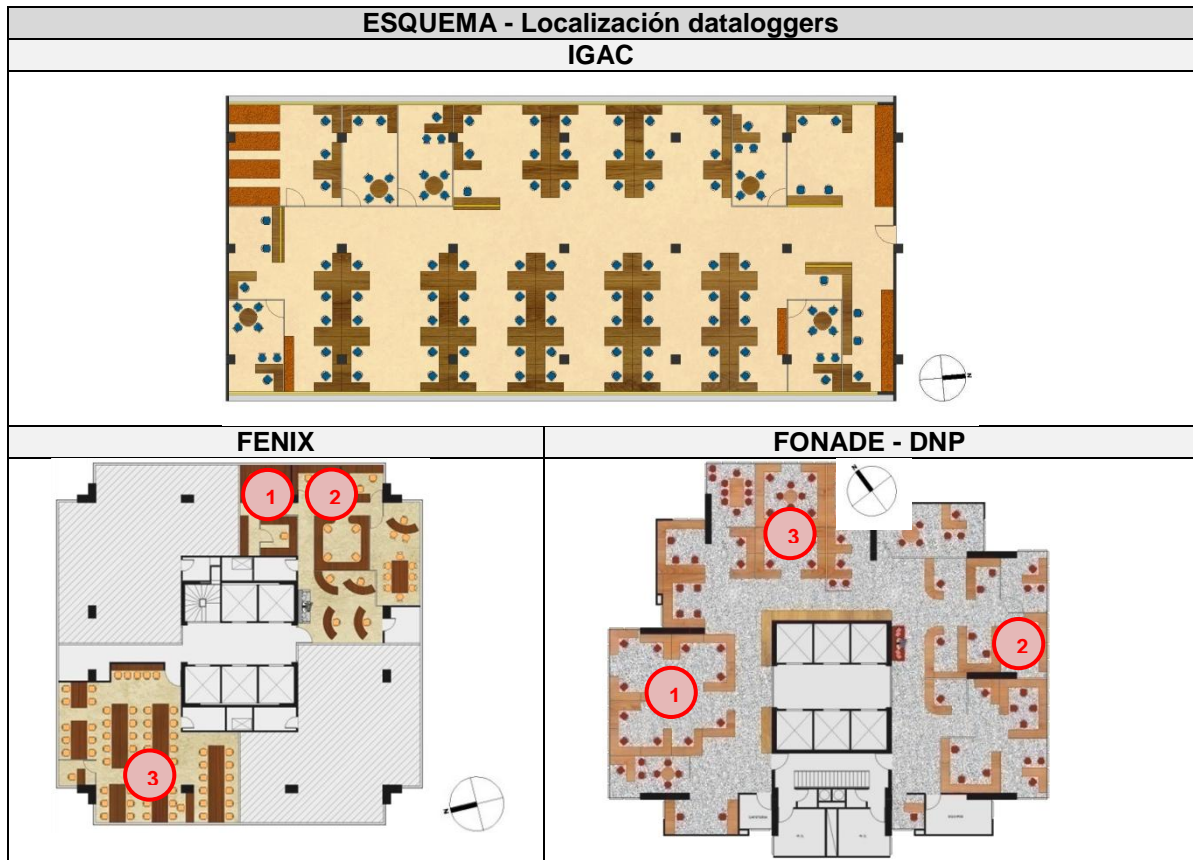 ESQUEMA - Localización dataloggers
IGAC
N
FENIX
FONADE - DNP
1
2
3
N
N
3
2
1